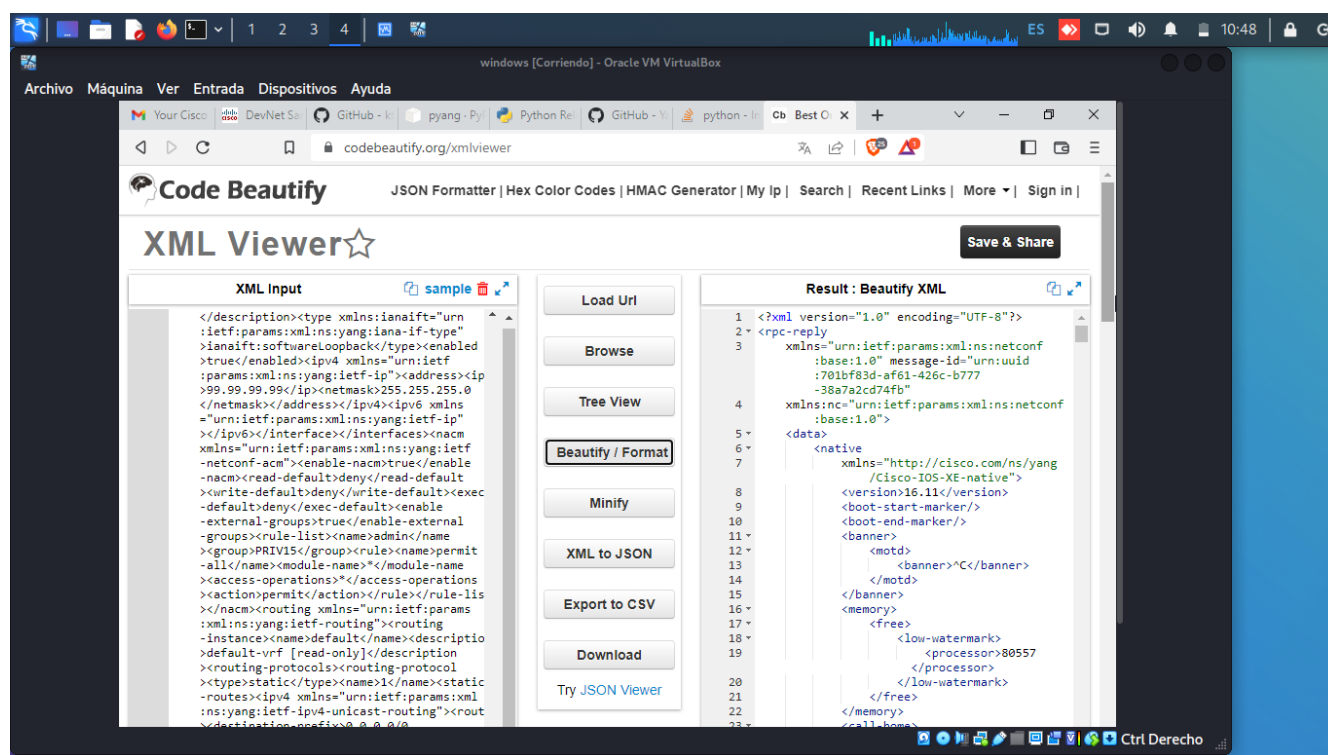 1 2 3 4
ES
10:48
windows [Corriendo] - Oracle VM VirtualBox
Archivo Máquina Ver Entrada Dispositivos Ayuda
Your Cisco DevNet Sa GitHub - k pyang · Py Python Re GitHub - Y python - Ir Cb Best O
codebeautify.org/xmlviewer
Code Beautify JSON Formatter | Hex Color Codes | HMAC Generator | My Ip | Search | Recent Links | More | Sign in |
XML Viewer
Save & Share
XML Input sample
</description><type xmlns:ianaift="urn
:ietf:params:xml:ns:yang:iana-if-type"
>ianaift:softwareLoopback</type><enabled
>true</enabled><ipv4 xmlns="urn:ietf
:params:xml:ns:yang:ietf-ip"><address><ip
>99.99.99.99</ip><netmask>255.255.255.0
</netmask></address></ipv4><ipv6 xmlns
="urn:ietf:params:xml:ns:yang:ietf-ip"
></ipv6></interface></interfaces><nacm
xmlns="urn:ietf:params:xml:ns:yang:ietf
-netconf-acm"><enable-nacm>true</enable
-nacm><read-default>deny</read-default
><write-default>deny</write-default><exec
-default>deny</exec-default><enable
-external-groups>true</enable-external
-groups><rule-list><name>admin</name
><group>PRIV15</group><rule><name>permit
-all</name><module-name>*</module-name
><access-operations>*</access-operations
><action>permit</action></rule></rule-lis
></nacm><routing xmlns="urn:ietf:params
:xml:ns:yang:ietf-routing"><routing
-instance><name>default</name><descriptio
>default-vrf [read-only]</description
><routing-protocols><routing-protocol
><type>static</type><name>1</name><static
-routes><ipv4 xmlns="urn:ietf:params:xml
:ns:yang:ietf-ipv4-unicast-routing"><rout
><destination-prefix>0.0.0.0/0
Load Url
Browse
Tree View
Beautify / Format
Minify
XML to JSON
Export to CSV
Download
Try JSON Viewer
Result : Beautify XML
1 <?xml version="1.0" encoding="UTF-8"?>
2 <rpc-reply
3 xmlns="urn:ietf:params:xml:ns:netconf
:base:1.0" message-id="urn:uuid
:701bf83d-af61-426c-b777
-38a7a2cd74fb"
4 xmlns:nc="urn:ietf:params:xml:ns:netconf
:base:1.0">
5 <data>
6 <native
7 xmlns="http://cisco.com/ns/yang
/Cisco-IOS-XE-native">
8 <version>16.11</version>
9 <boot-start-marker/>
10 <boot-end-marker/>
11 <banner>
12 <motd>
13 <banner>^C</banner>
14 </motd>
15 </banner>
16 <memory>
17 <free>
18 <low-watermark>
19 <processor>80557
</processor>
20 </low-watermark>
21 </free>
22 </memory>
23 <call-home>
Ctrl Derecho